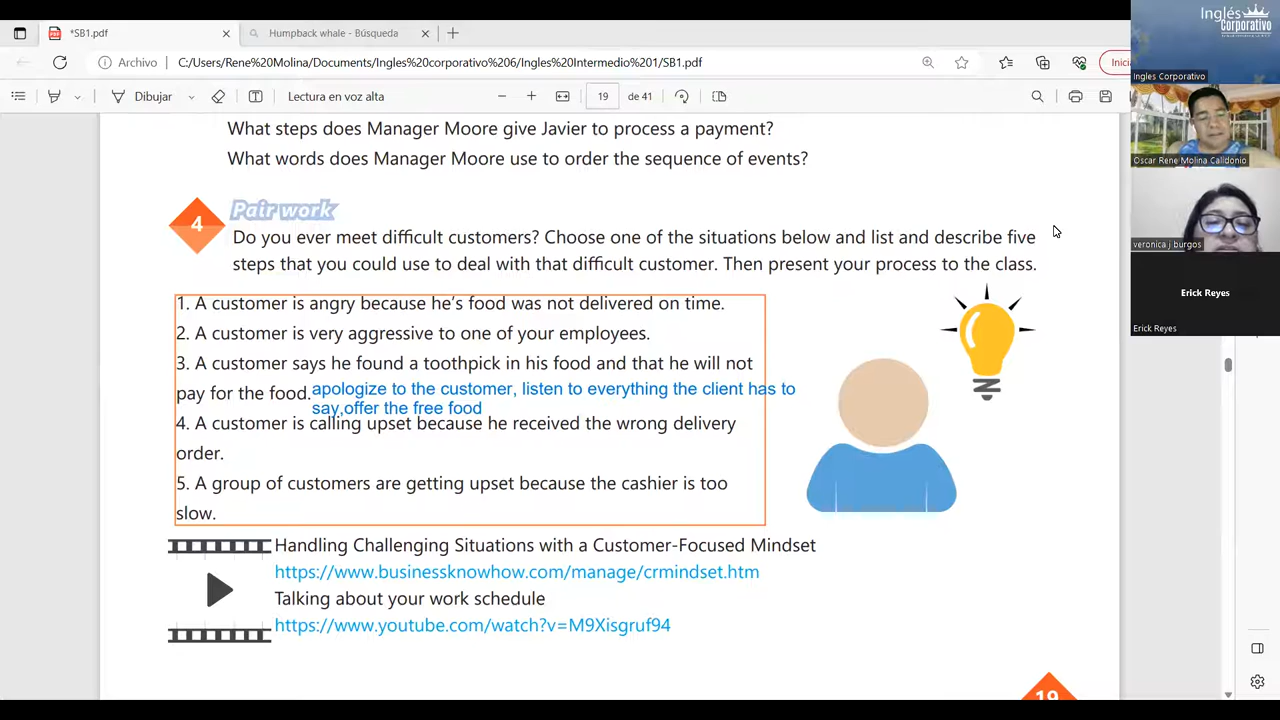 *SB1.pdf
Humpback whale - Búsqueda
Archivo
C:/Users/Rene%20Molina/Documents/Ingles%20corporativo%206/Ingles%20Intermedio%201/SB1.pdf
Inici
Dibujar
Lectura en voz alta
19
de 41
What steps does Manager Moore give Javier to process a payment?
What words does Manager Moore use to order the sequence of events?
4
Pair work
Do you ever meet difficult customers? Choose one of the situations below and list and describe five
steps that you could use to deal with that difficult customer. Then present your process to the class.
1. A customer is angry because he's food was not delivered on time.
2. A customer is very aggressive to one of your employees.
3. A customer says he found a toothpick in his food and that he will not
pay for the food.
apologize to the customer, listen to everything the client has to
say,offer the free food
4. A customer is calling upset because he received the wrong delivery
order.
5. A group of customers are getting upset because the cashier is too
slow.
Handling Challenging Situations with a Customer-Focused Mindset
https://www.businessknowhow.com/manage/crmindset.htm
Talking about your work schedule
https://www.youtube.com/watch?v=M9Xisgruf94
19
Inglés
Corporativo
Ingles Corporativo
Oscar Rene Molina Calidonio
veronica j burgos
Erick Reyes
Erick Reyes